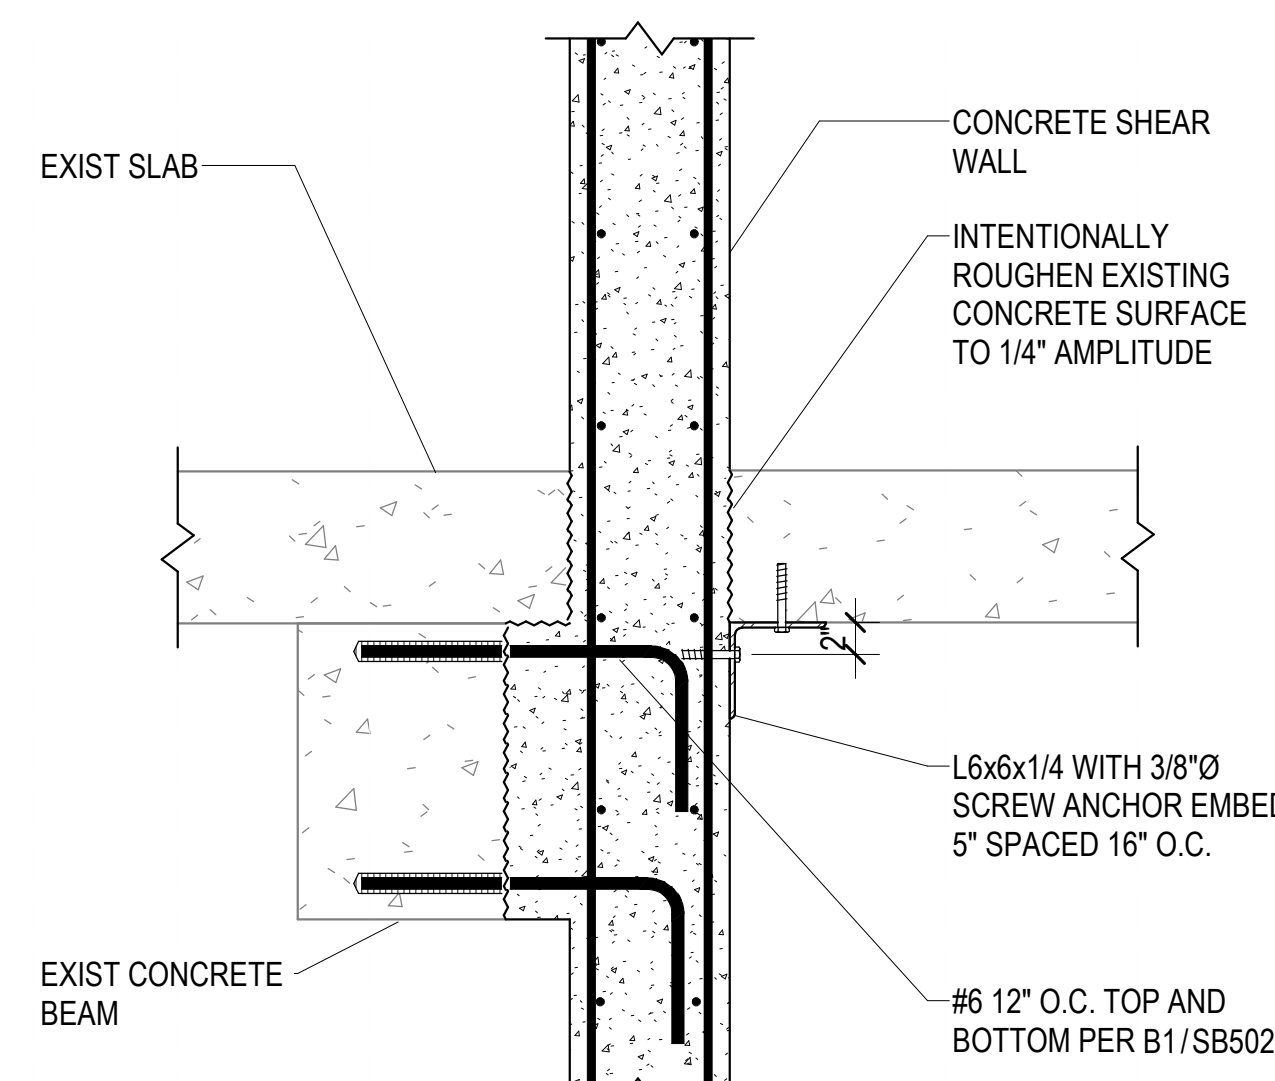 EXIST SLAB
CONCRETE SHEAR
WALL
INTENTIONALLY
ROUGHEN EXISTING
CONCRETE SURFACE
TO 1/4" AMPLITUDE
2"
L6x6x1/4 WITH 3/8"Ø
SCREW ANCHOR EMBED
5" SPACED 16" O.C.
EXIST CONCRETE
BEAM
#6 12" O.C. TOP AND
BOTTOM PER B1/SB502